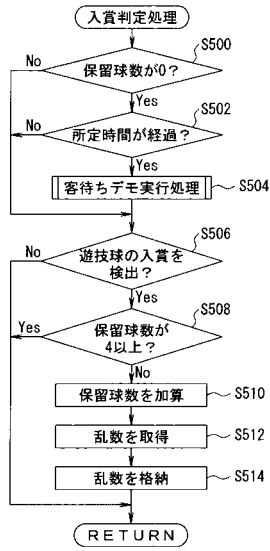 入賞判定処理
S500
No
保留球数が0?
Yes
S502
No
所定時間が経過?
Yes
客待ちデモ実行処理
S504
S506
No
遊技球の入賞を
検出?
Yes
S508
Yes
保留球数が
4以上?
No
保留球数を加算
S510
乱数を取得
S512
乱数を格納
S514
RETURN